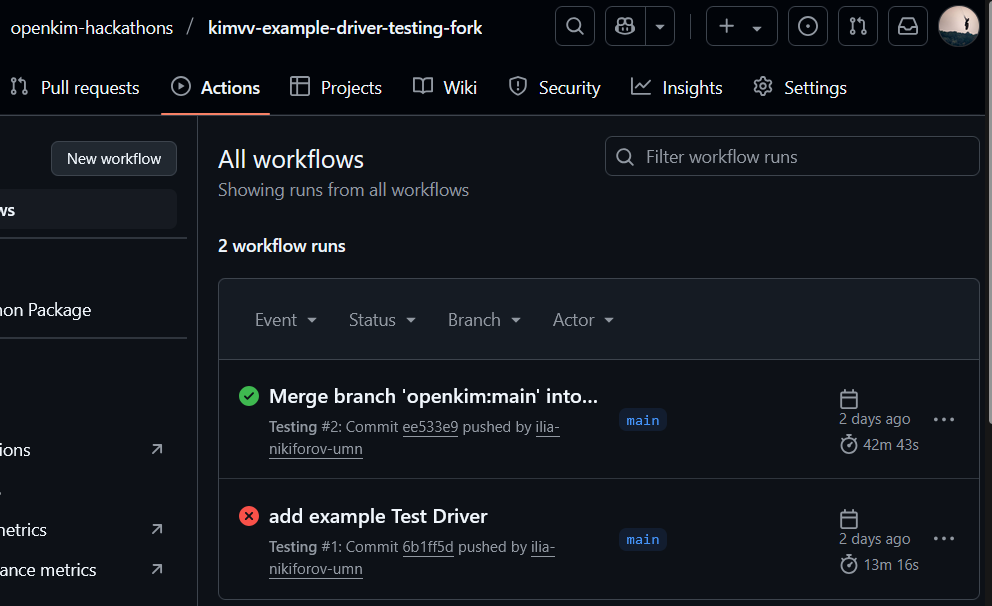 openkim-hackathons / kimvv-example-driver-testing-fork
Pull requests Actions Projects Wiki Security Insights Settings
New workflow
All workflows
Filter workflow runs
Showing runs from all workflows
ws
2 workflow runs
non Package
Event Status Branch Actor
Merge branch 'openkim:main' into...
Testing #2: Commit ee533e9 pushed by ilia-
nikiforov-umn
main
2 days ago
42m 43s
ions
add example Test Driver
Testing #1: Commit 6b1ff5d pushed by ilia-
nikiforov-umn
main
2 days ago
13m 16s
metrics
ance metrics